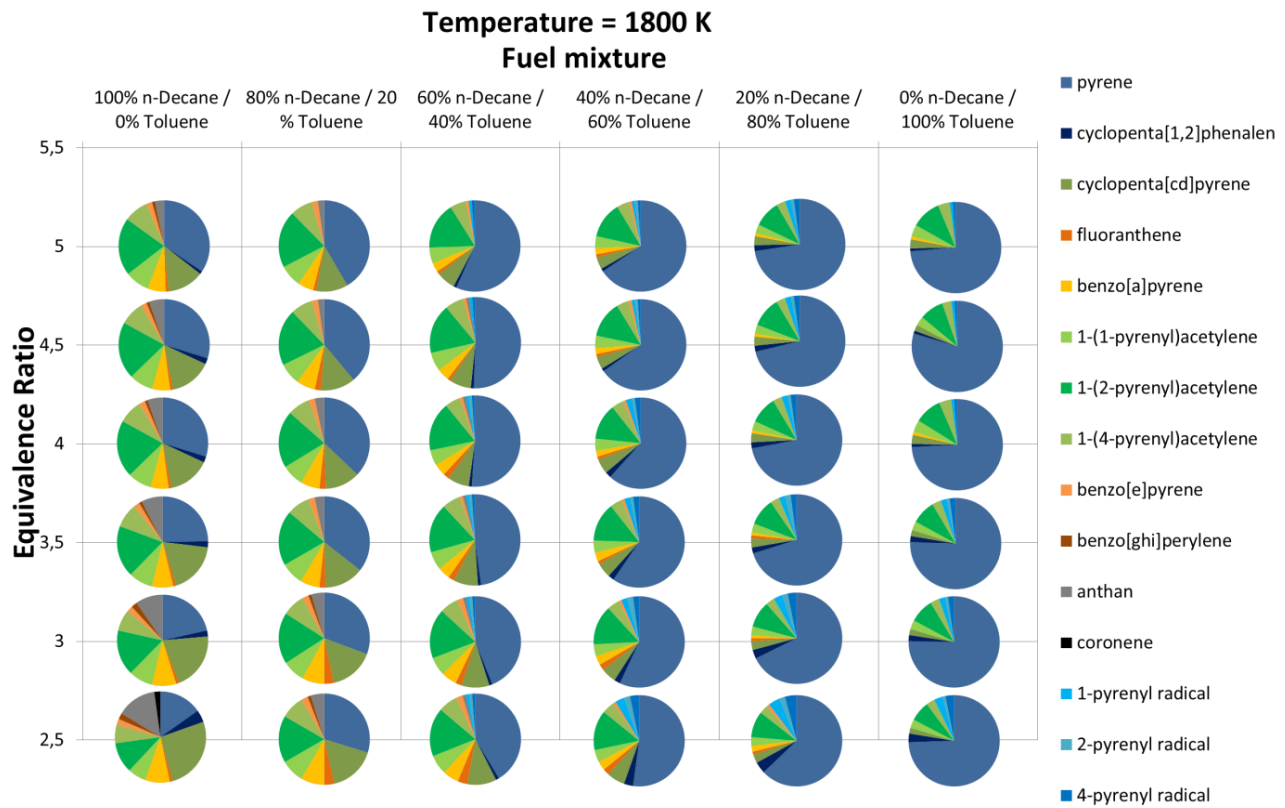 Temperature = 1800 K
Fuel mixture
100% n-Decane /
0% Toluene
80% n-Decane / 20
% Toluene
60% n-Decane /
40% Toluene
40% n-Decane /
60% Toluene
20% n-Decane /
80% Toluene
0% n-Decane /
100% Toluene
Equivalence Ratio
5,5
5
4,5
4
3,5
3
2,5
pyrene
cyclopenta[1,2]phenalen
cyclopenta[cd]pyrene
fluoranthene
benzo[a]pyrene
1-(1-pyrenyl)acetylene
1-(2-pyrenyl)acetylene
1-(4-pyrenyl)acetylene
benzo[e]pyrene
benzo[ghi]perylene
anthan
coronene
1-pyrenyl radical
2-pyrenyl radical
4-pyrenyl radical